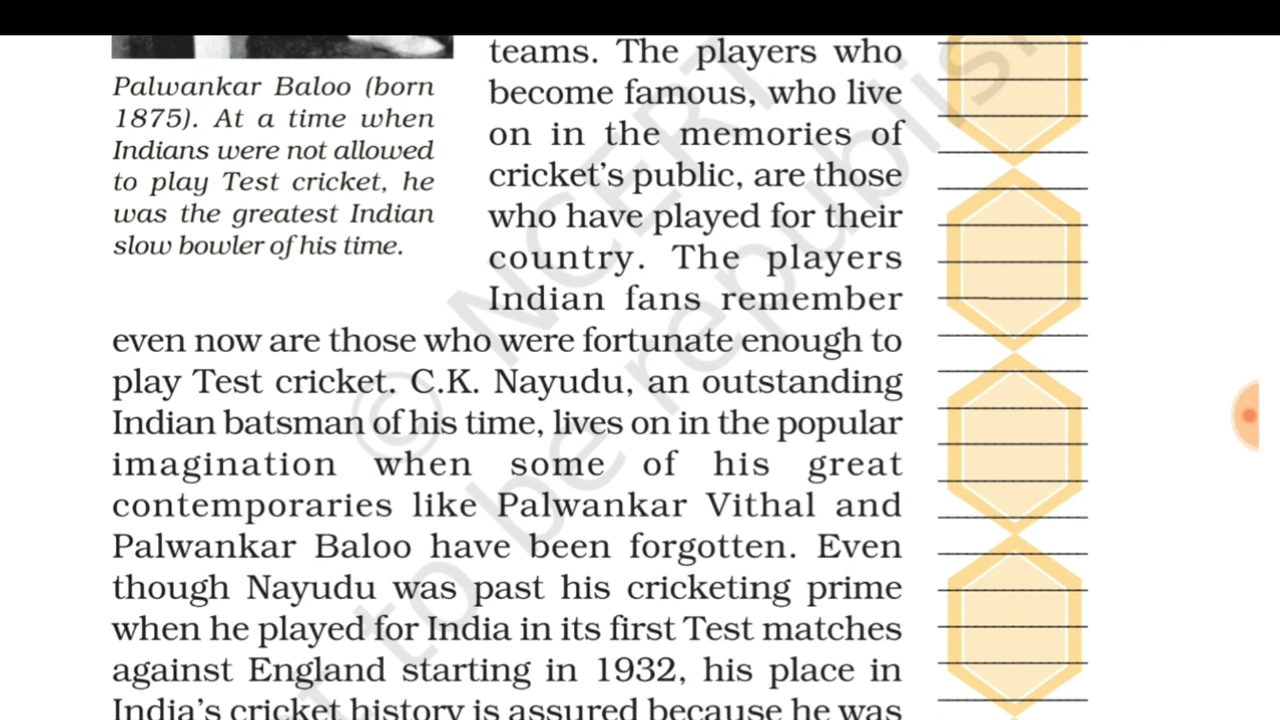 Palwankar Baloo (born
1875). At a time when
Indians were not allowed
to play Test cricket, he
was the greatest Indian
slow bowler of his time.
teams. The players who
become famous, who live
on in the memories of
cricket's public, are those
who have played for their
country. The players
Indian fans remember
even now are those who were fortunate enough to
play Test cricket. C.K. Nayudu, an outstanding
Indian batsman of his time, lives on in the popular
imagination when some of his great
contemporaries like Palwankar Vithal and
Palwankar Baloo have been forgotten. Even
though Nayudu was past his cricketing prime
when he played for India in its first Test matches
against England starting in 1932, his place in
India's cricket history is assured because he was
© NCERT
to be republish